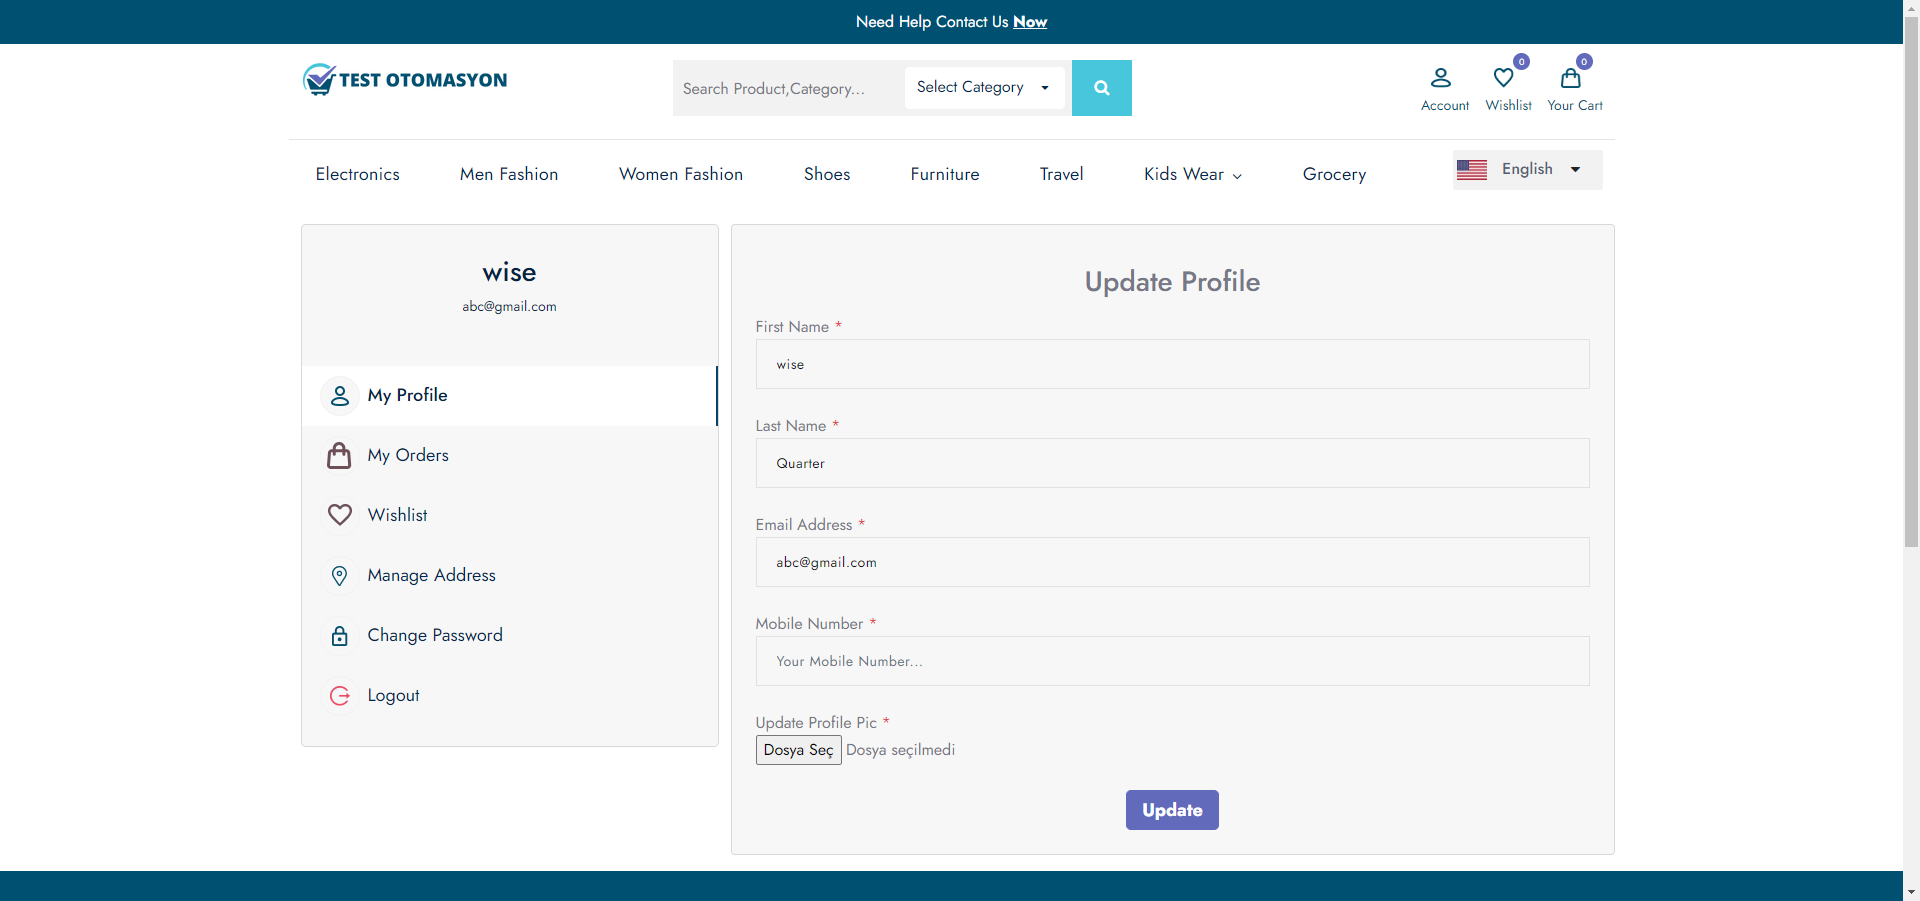 Need Help Contact Us Now
TEST OTOMASYON
Search Product,Category...
Select Category
0
0
Account
Wishlist
Your Cart
Electronics
Men Fashion
Women Fashion
Shoes
Furniture
Travel
Kids Wear
Grocery
English
wise
abc@gmail.com
My Profile
My Orders
Wishlist
Manage Address
Change Password
Logout
Update Profile
First Name *
wise
Last Name *
Quarter
Email Address *
abc@gmail.com
Mobile Number *
Your Mobile Number...
Update Profile Pic *
Dosya Seç Dosya seçilmedi
Update